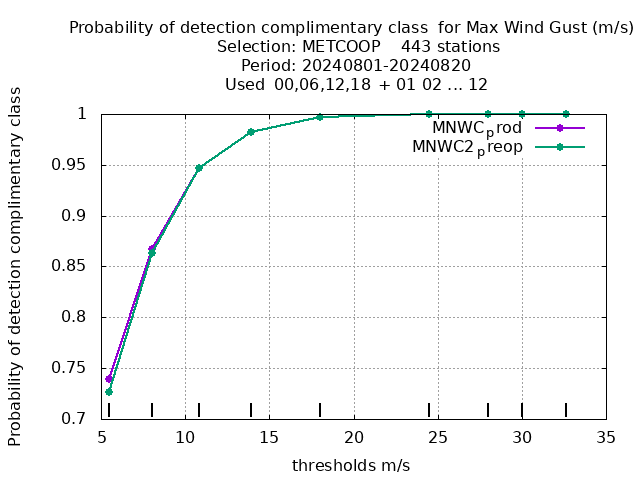 Probability of detection complimentary class  for Max Wind Gust (m/s)
Selection: METCOOP    443 stations
Period: 20240801-20240820
Used  00,06,12,18 + 01 02 ... 12
Probability of detection complimentary class
1
0.95
0.9
0.85
0.8
0.75
0.7
MNWCprod
MNWC2preop
5
10
15
20
25
30
35
thresholds m/s